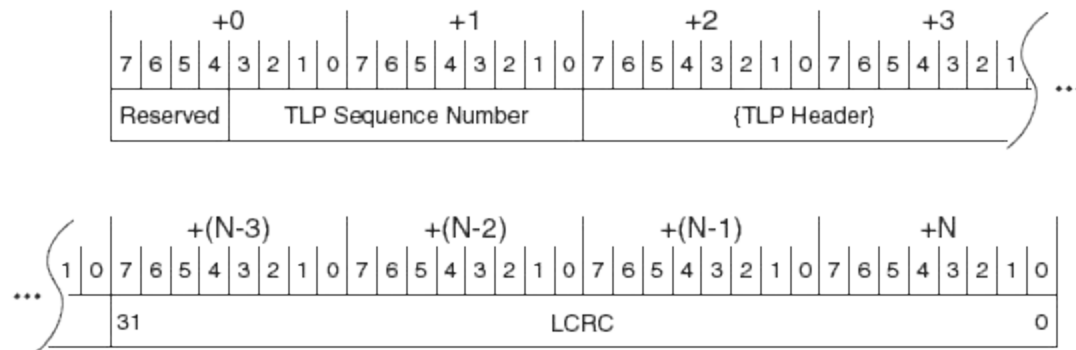 +0 +1 +2 +3
7 6 5 4 3 2 1 0 7 6 5 4 3 2 1 0 7 6 5 4 3 2 1 0 7 6 5 4 3 2 1
Reserved TLP Sequence Number {TLP Header}
...
+(N-3) +(N-2) +(N-1) +N
1 0 7 6 5 4 3 2 1 0 7 6 5 4 3 2 1 0 7 6 5 4 3 2 1 0 7 6 5 4 3 2 1 0
...
31 LCRC 0